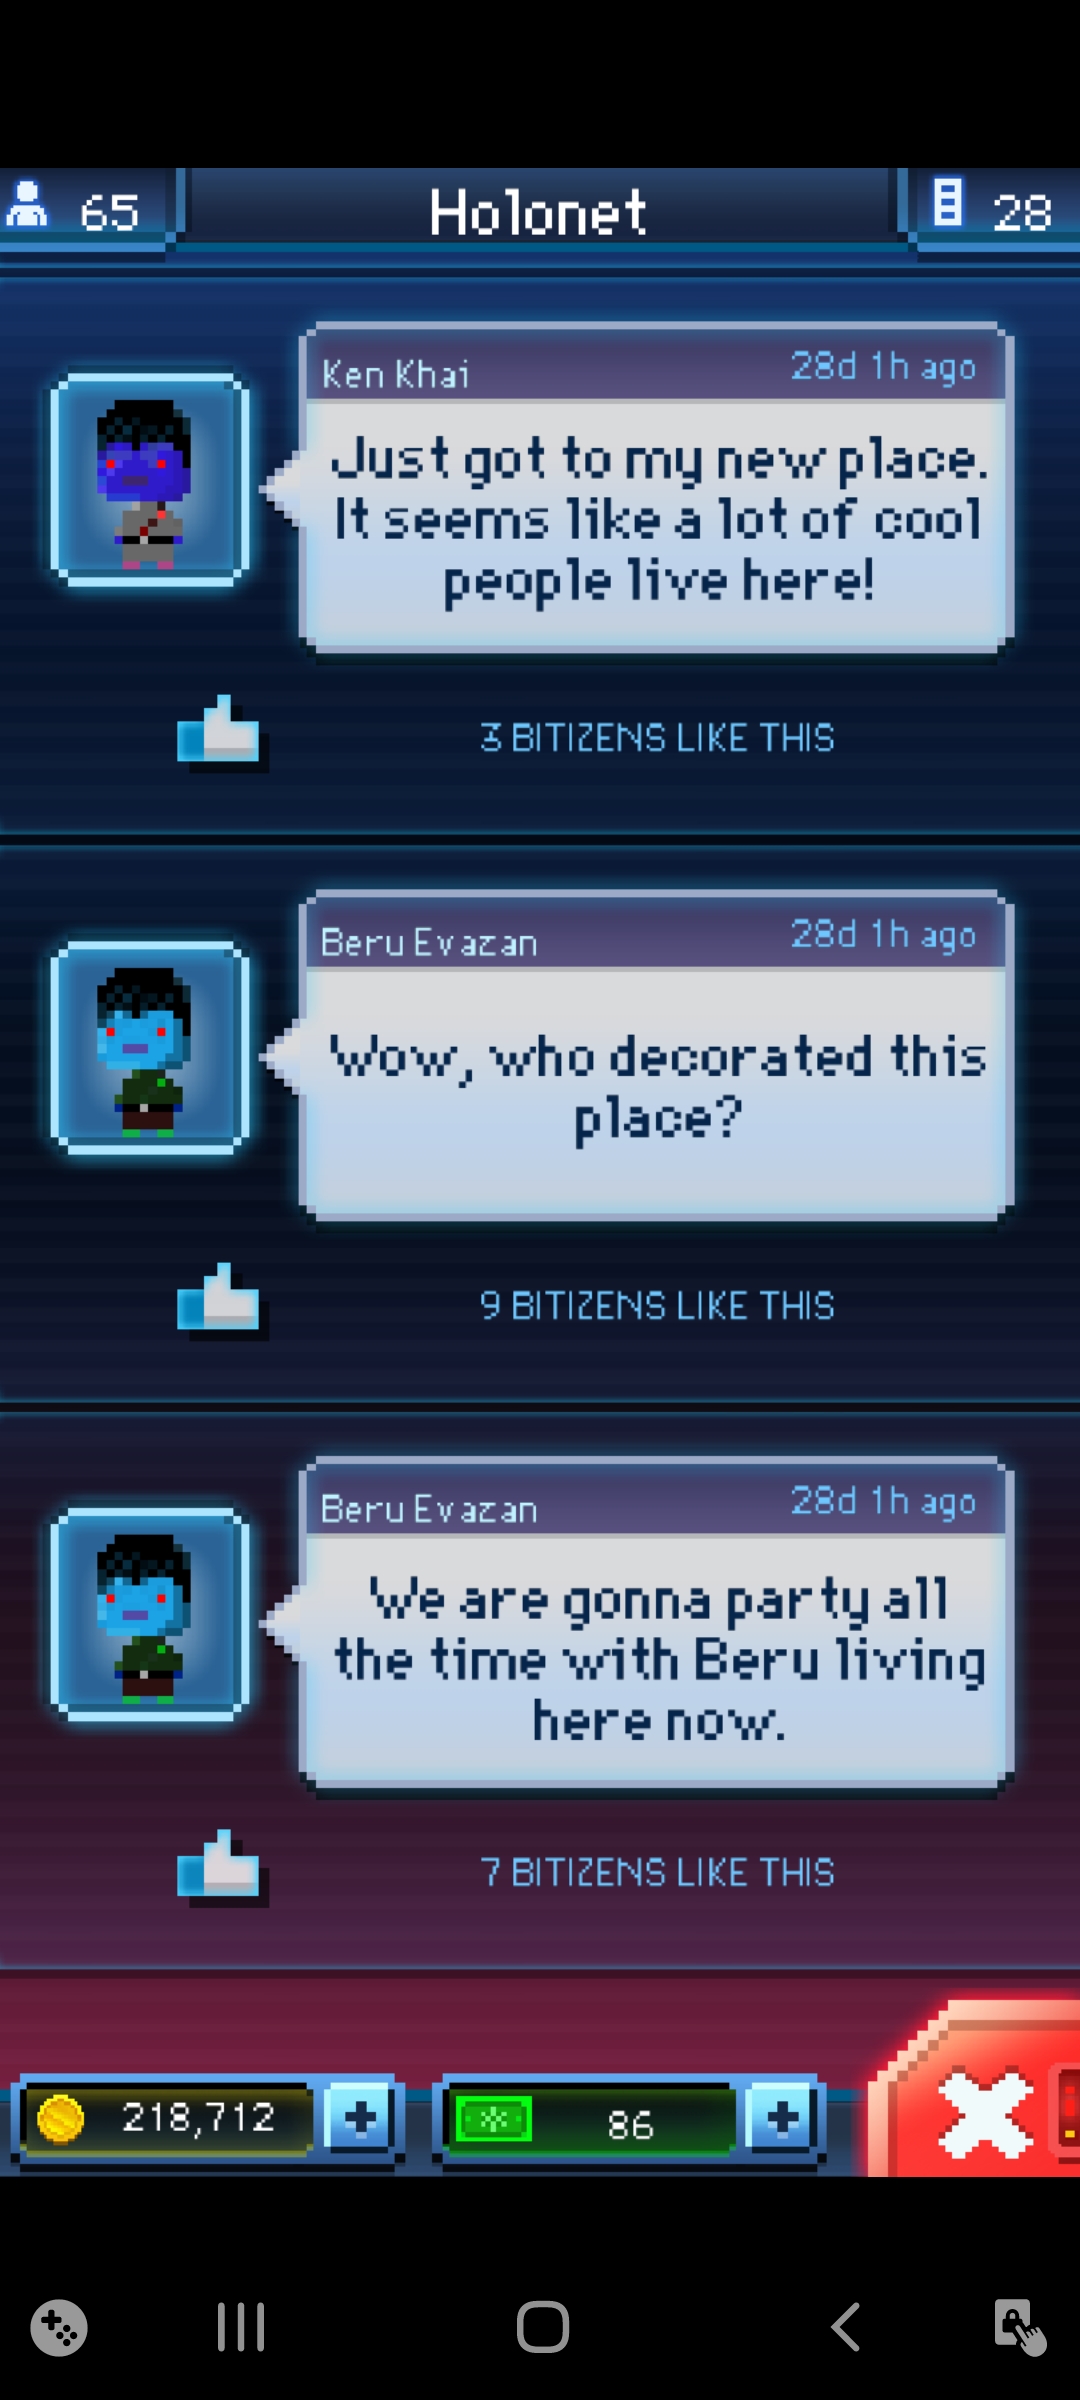 65
Holonet
28
Ken Khai
28d 1h ago
Just got to my new place.
It seems like a lot of cool
people live here!
3 BITIZENS LIKE THIS
Beru Evazan
28d 1h ago
Wow, who decorated this
place?
9 BITIZENS LIKE THIS
Beru Evazan
28d 1h ago
We are gonna party all
the time with Beru living
here now.
7 BITIZENS LIKE THIS
218,712
86